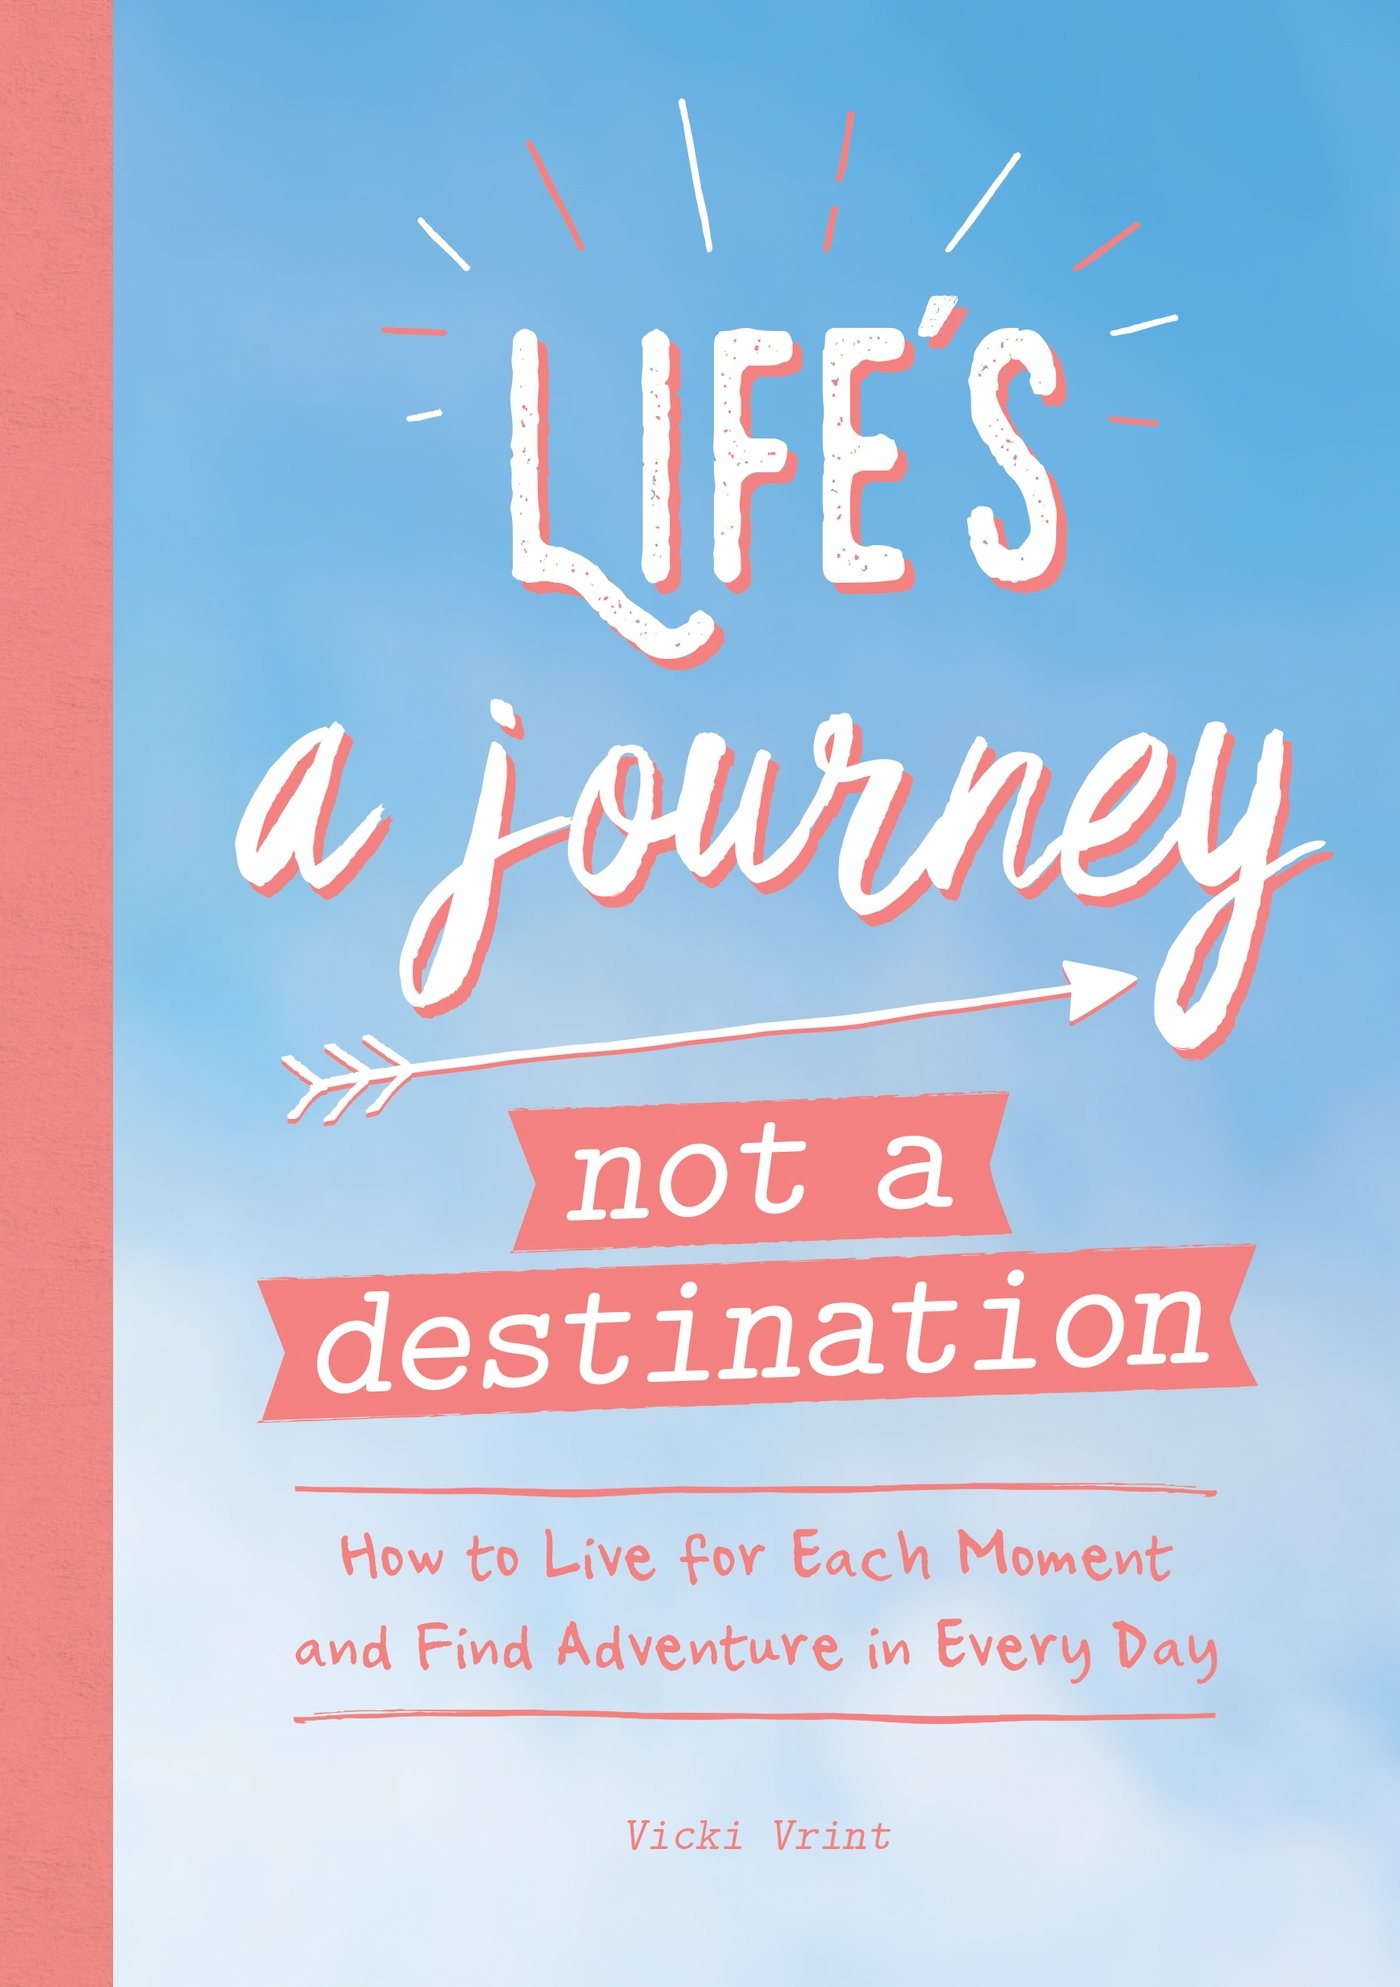 LIFE'S
a journey
not a
destination
How to Live for Each Moment
and Find Adventure in Every Day
Vicki Vrint